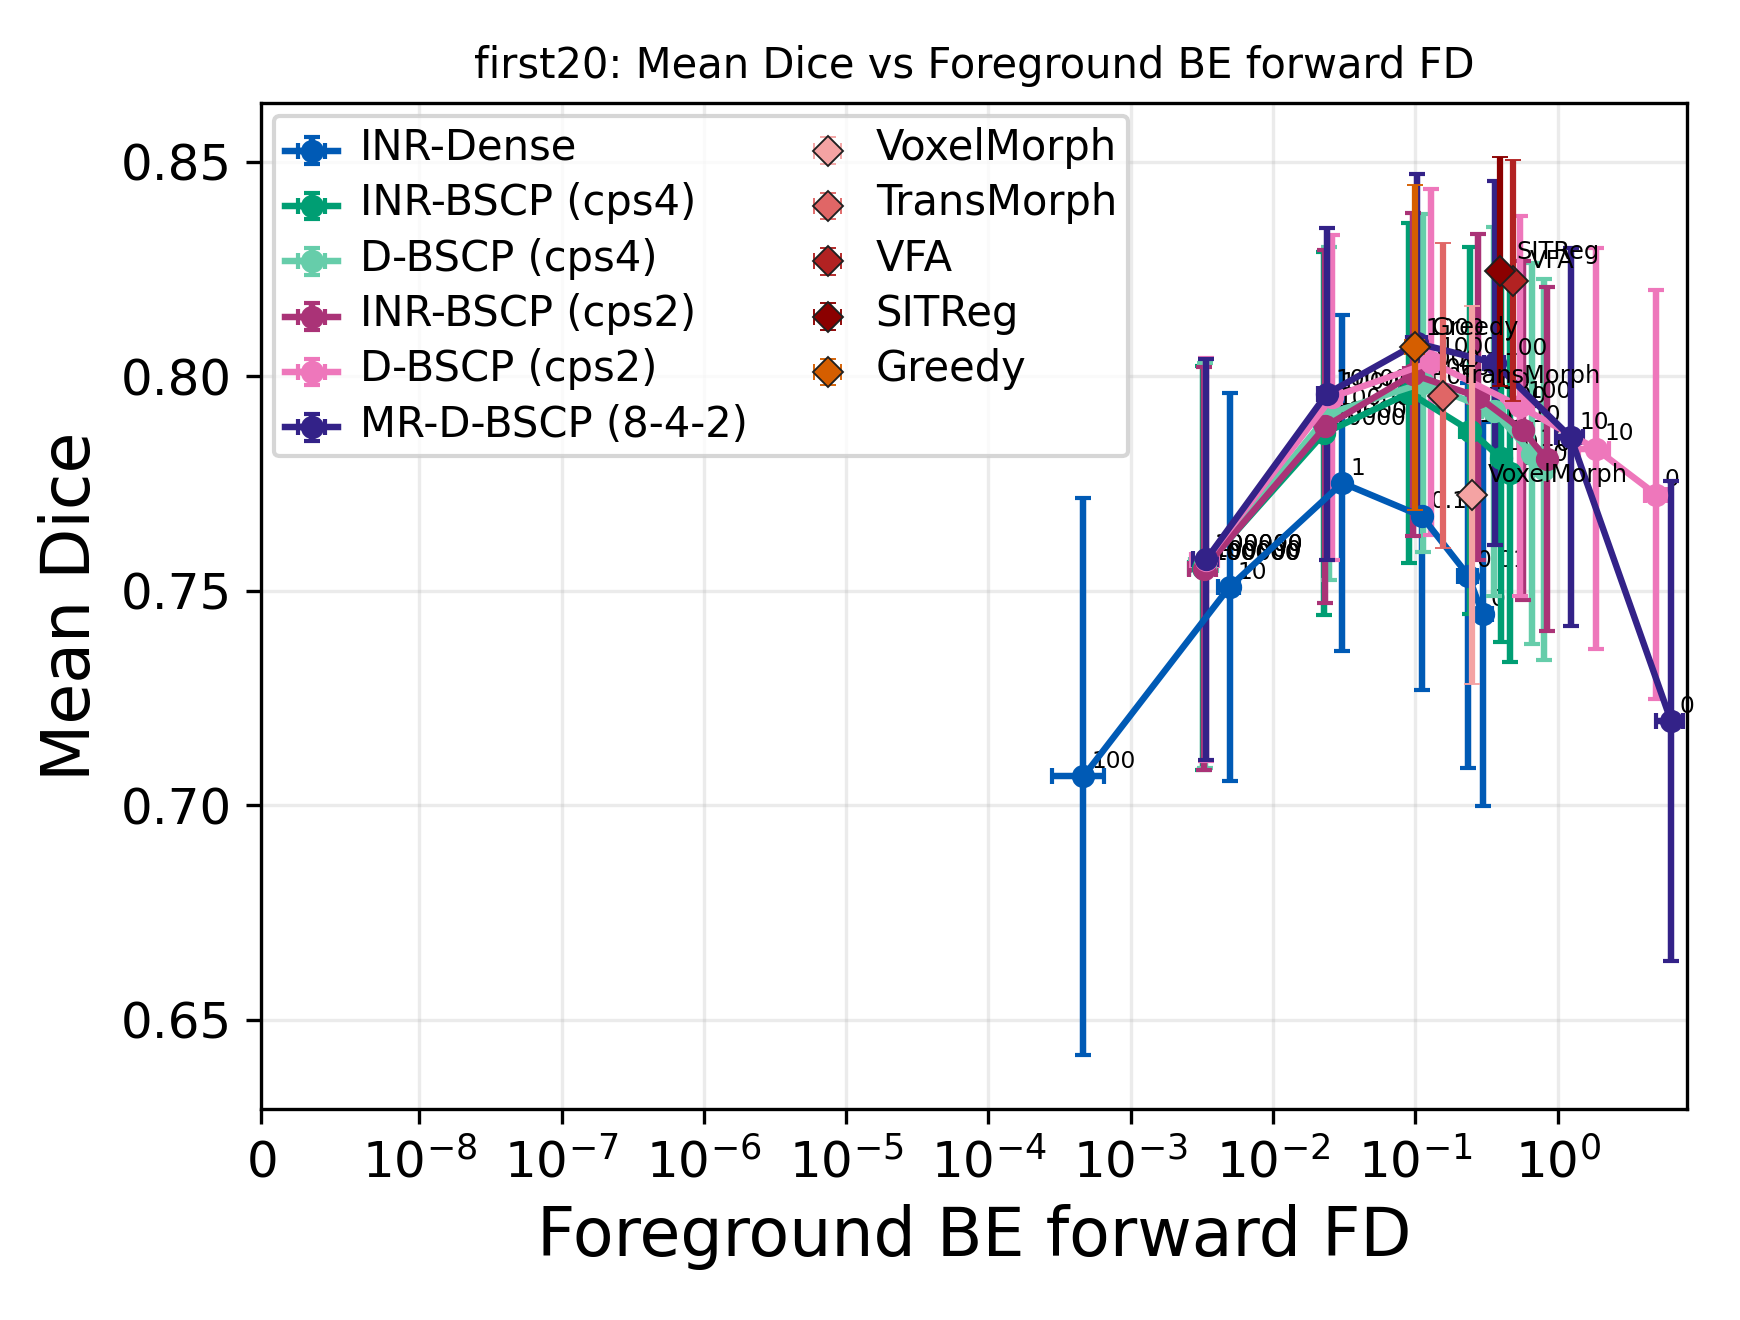 first20: Mean Dice vs Foreground BE forward FD
INR-Dense
INR-BSCP (cps4)
D-BSCP (cps4)
INR-BSCP (cps2)
D-BSCP (cps2)
MR-D-BSCP (8-4-2)
VoxelMorph
TransMorph
VFA
SITReg
Greedy
0.85
0.80
0.75
0.70
0.65
Mean Dice
SITReg
VFA
Greedy
TransMorph
100
10
10
VoxelMorph
0
1
10
100
0
0 10⁻⁸ 10⁻⁷ 10⁻⁶ 10⁻⁵ 10⁻⁴ 10⁻³ 10⁻² 10⁻¹ 10⁰
Foreground BE forward FD